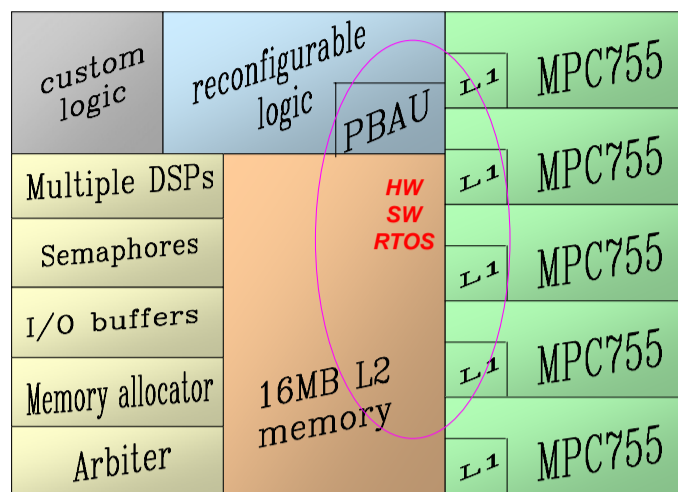 custom
logic
reconfigurable
logic
PBAU
L1
MPC755
L1
MPC755
L1
MPC755
L1
MPC755
L1
MPC755
Multiple DSPs
Semaphores
I/O buffers
Memory allocator
Arbiter
HW
SW
RTOS
16MB L2
memory